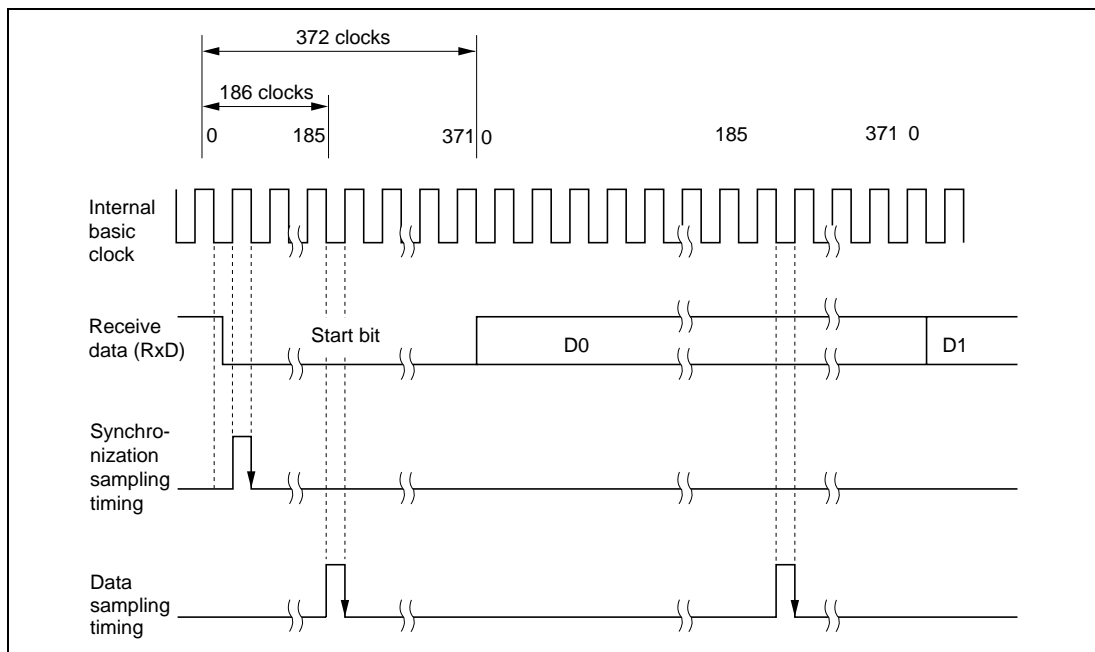 372 clocks
186 clocks
0 185 371 0 185 371 0
Internal
basic
clock
Receive
data (RxD)
Start bit
D0
D1
Synchro-
nization
sampling
timing
Data
sampling
timing